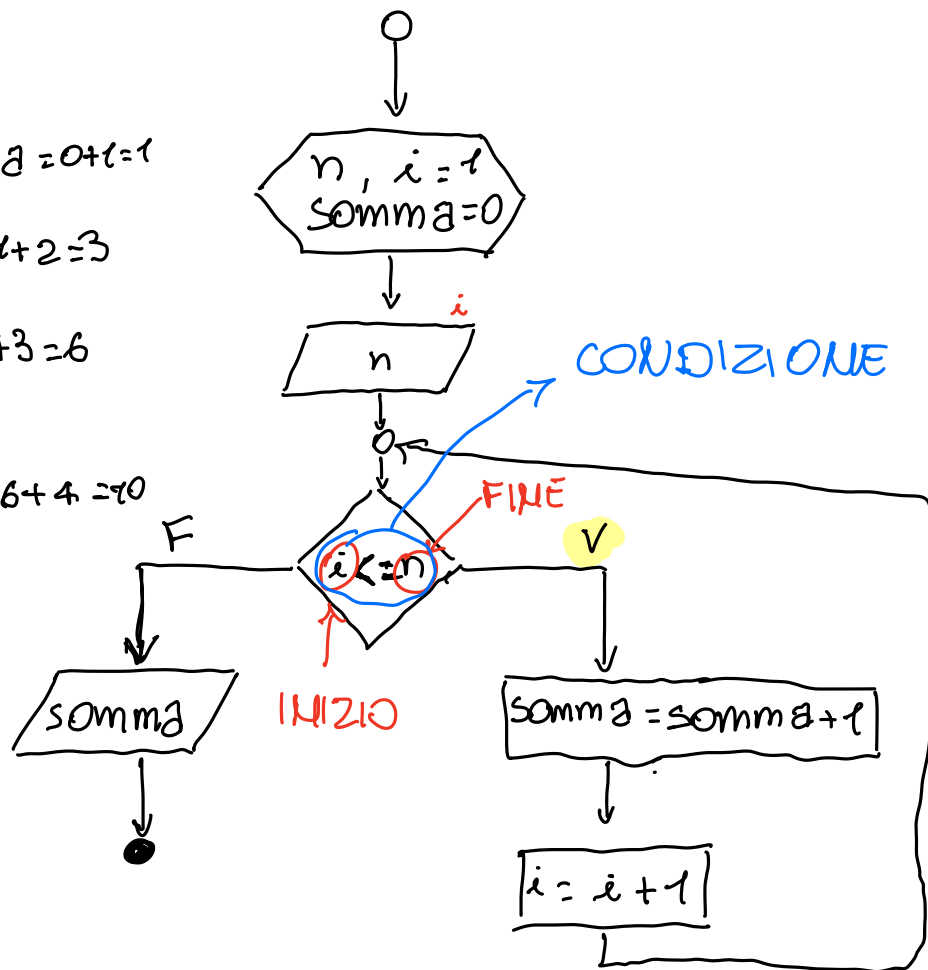 a = 0+1=1
n, i = 1
somma=0
1+2=3
i
+3=6
n
CONDIZIONE
6+4=10
FINE
F
V
i<=n
INIZIO
somma
somma = somma+1
i = i + 1